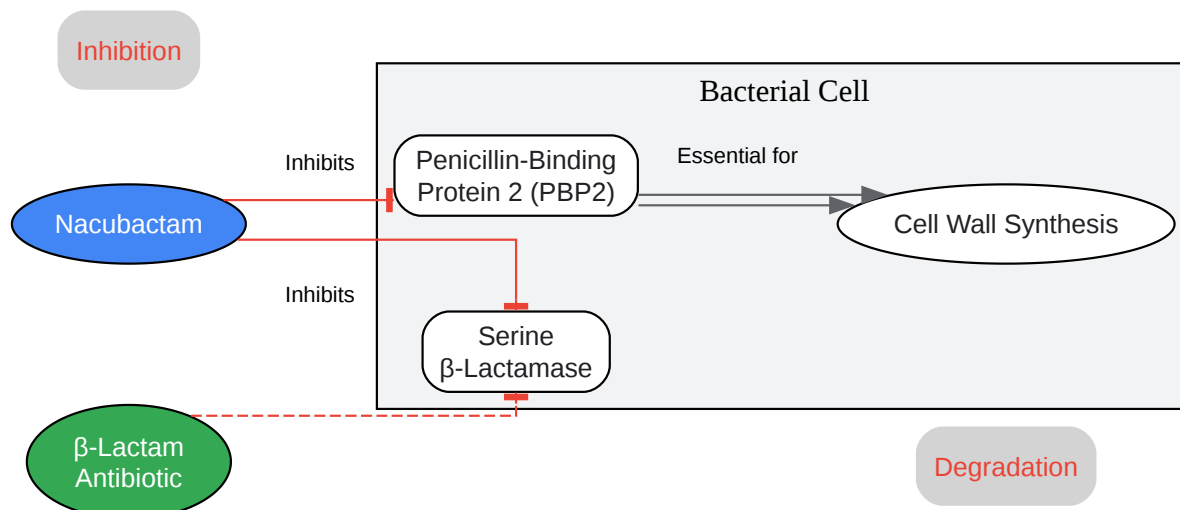 Inhibition
Bacterial Cell
Inhibits
Penicillin-Binding
Protein 2 (PBP2)
Essential for
Nacubactam
Cell Wall Synthesis
Inhibits
Serine
β-Lactamase
β-Lactam
Antibiotic
Degradation